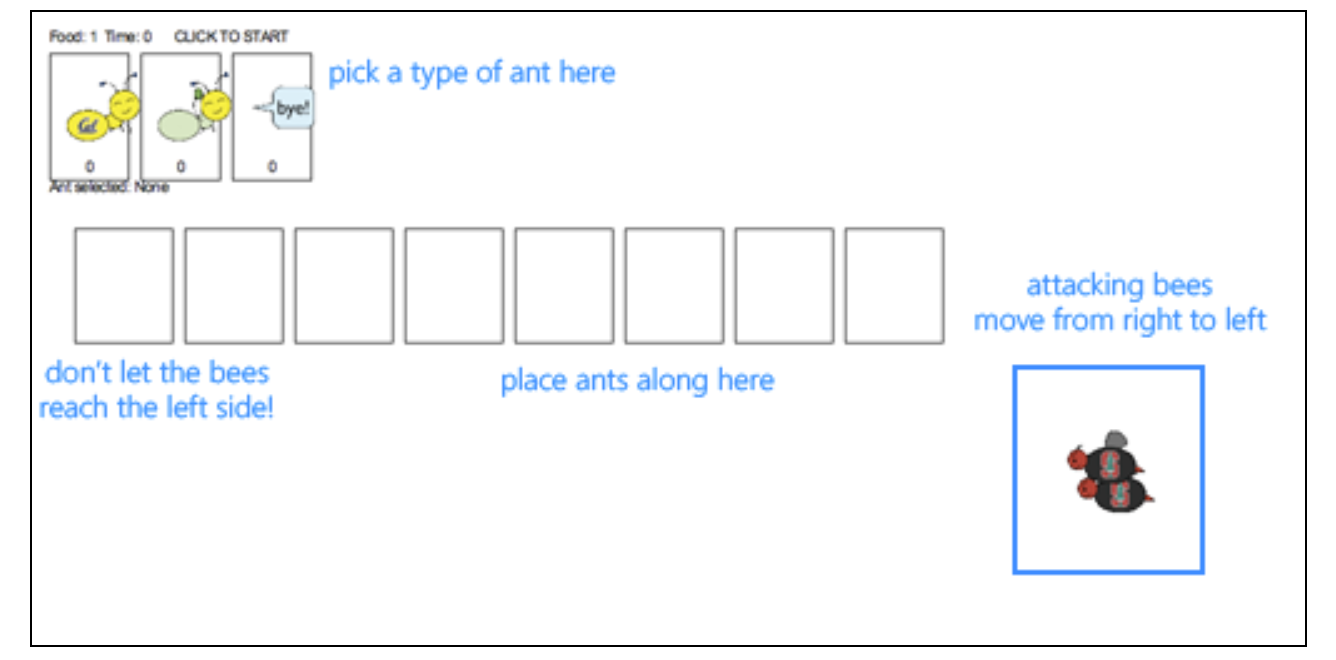 Food: 1 Time: 0 CLICK TO START
pick a type of ant here
Cal
bye!
0 0 0
Ant selected: None
attacking bees
move from right to left
don't let the bees
reach the left side!
place ants along here
S
S